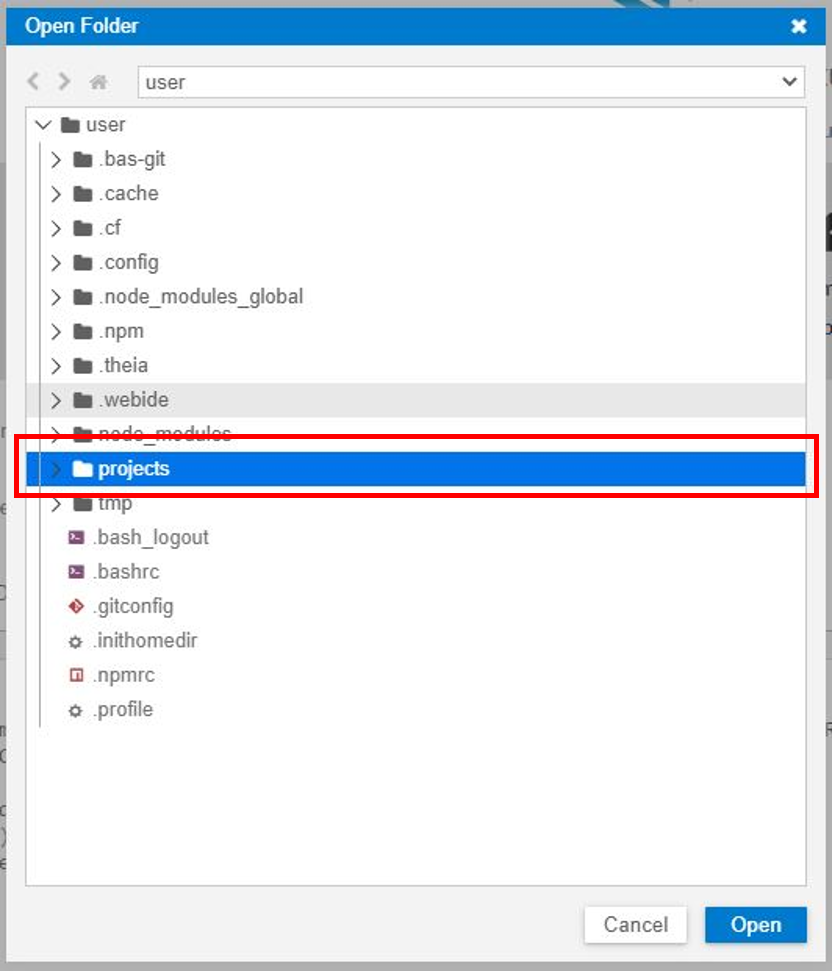 Open Folder
user
user
.bas-git
.cache
.cf
.config
.node_modules_global
.npm
.theia
.webide
node_modules
projects
tmp
.bash_logout
.bashrc
.gitconfig
.inithomedir
.npmrc
.profile
Cancel
Open